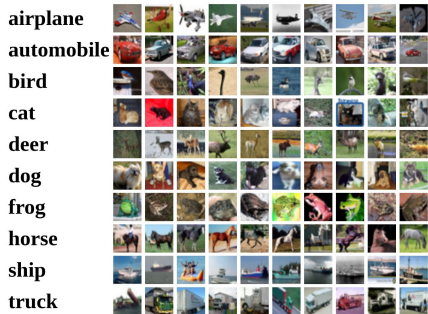 airplane
automobile
bird
cat
deer
dog
frog
horse
ship
truck